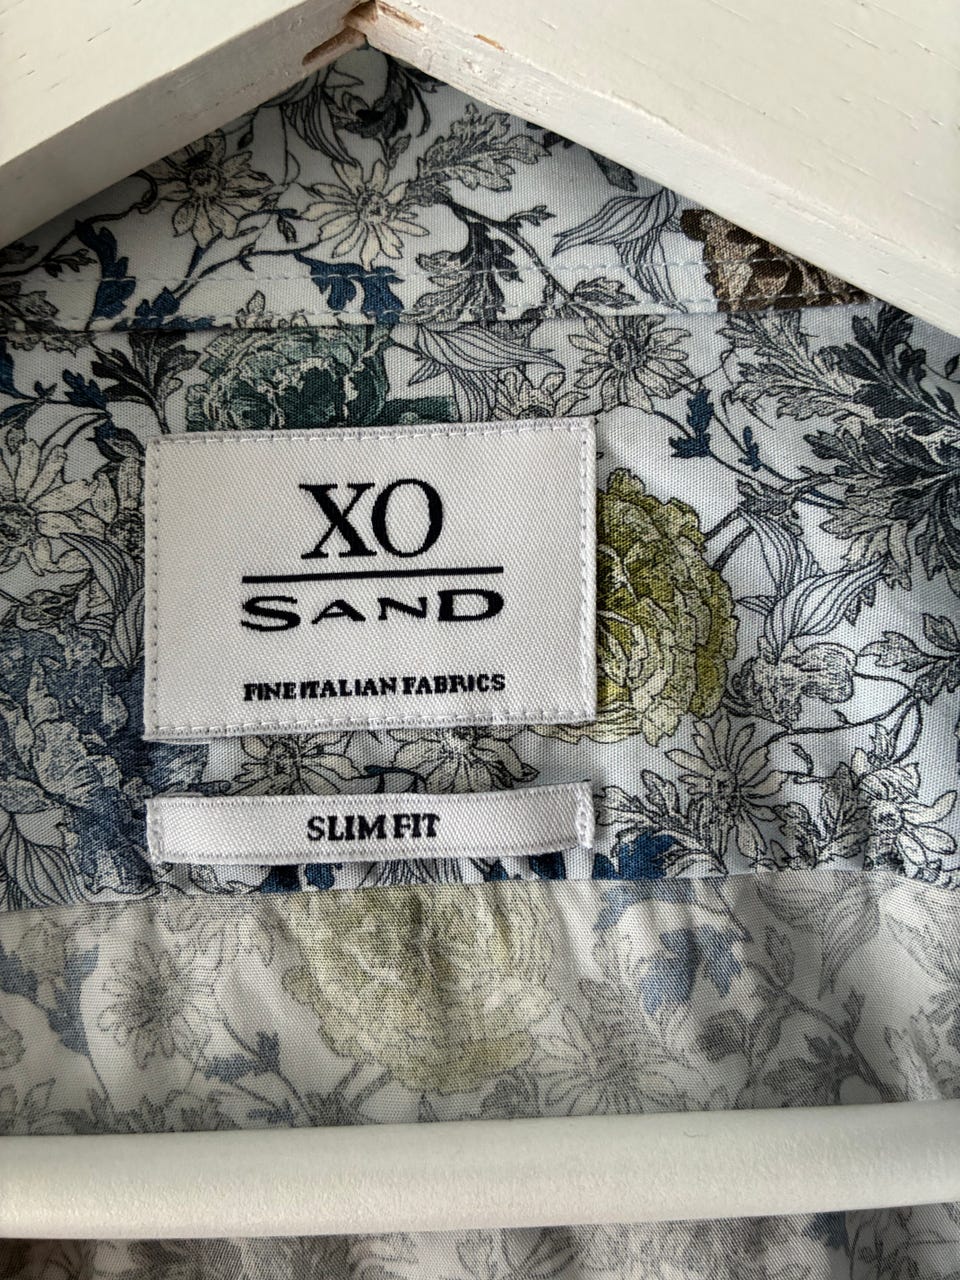 XO
SAND
FINE ITALIAN FABRICS
SLIM FIT